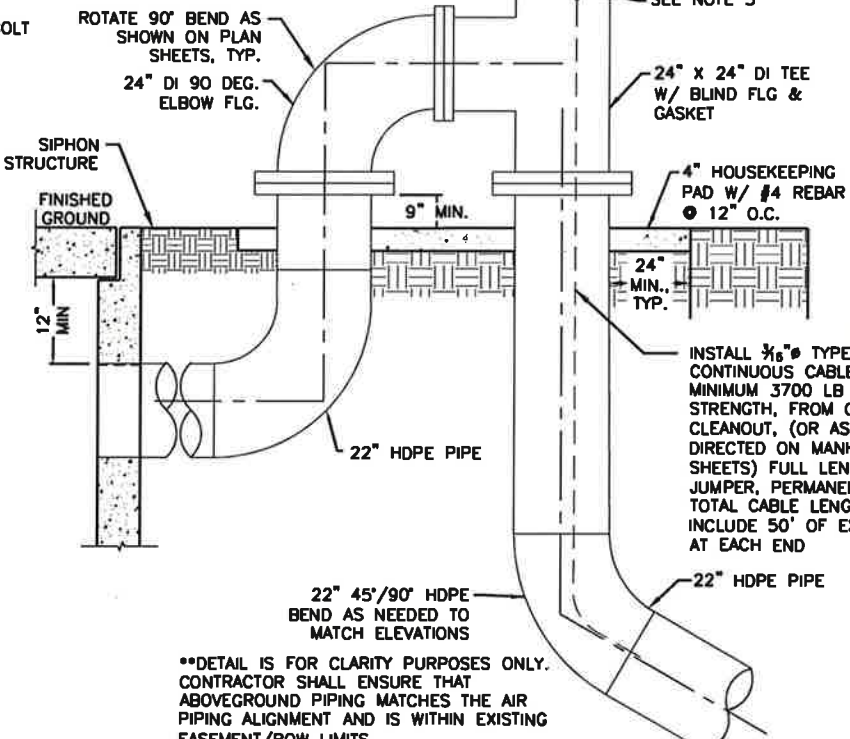 OLT
ROTATE 90° BEND AS
SHOWN ON PLAN
SHEETS, TYP.
24" DI 90 DEG.
ELBOW FLG.
SIPHON
STRUCTURE
FINISHED
GROUND
12"
MIN
9" MIN.
SEE NOTE 5
24" X 24" DI TEE
W/ BLIND FLG &
GASKET
4" HOUSEKEEPING
PAD W/ #4 REBAR
@ 12" O.C.
24"
MIN.,
TYP.
INSTALL 3/16"ø TYPE
CONTINUOUS CABLE
MINIMUM 3700 LB
STRENGTH, FROM
CLEANOUT, (OR AS
DIRECTED ON MANH
SHEETS) FULL LEN
JUMPER, PERMANE
TOTAL CABLE LENG
INCLUDE 50' OF E
AT EACH END
22" HDPE PIPE
22" HDPE PIPE
22" 45°/90° HDPE
BEND AS NEEDED TO
MATCH ELEVATIONS
**DETAIL IS FOR CLARITY PURPOSES ONLY.
CONTRACTOR SHALL ENSURE THAT
ABOVEGROUND PIPING MATCHES THE AIR
PIPING ALIGNMENT AND IS WITHIN EXISTING
EASEMENT/ROW LIMITS